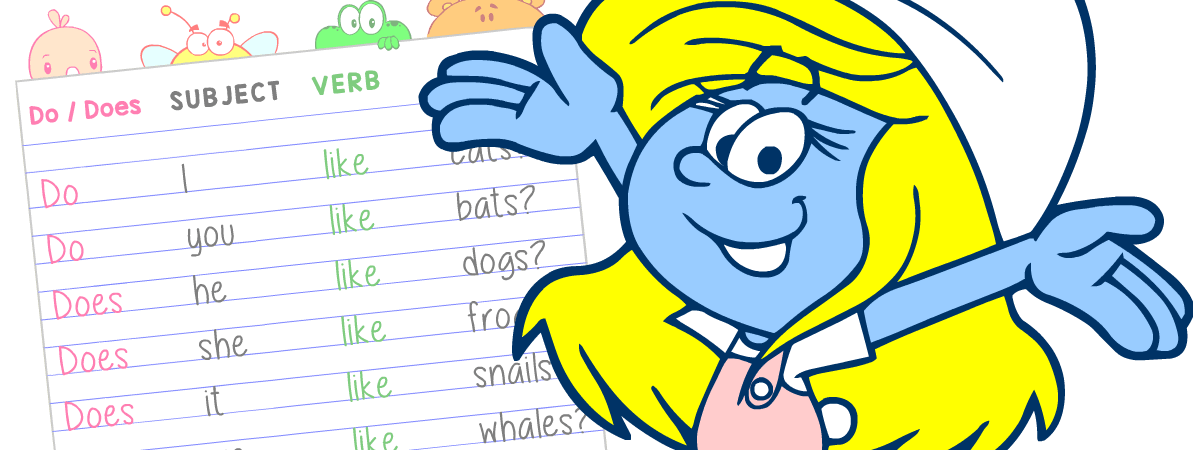 Do / Does SUBJECT VERB
Do I like cats?
Do you like bats?
Does he like dogs?
Does she like
Does it like snails
like whales?